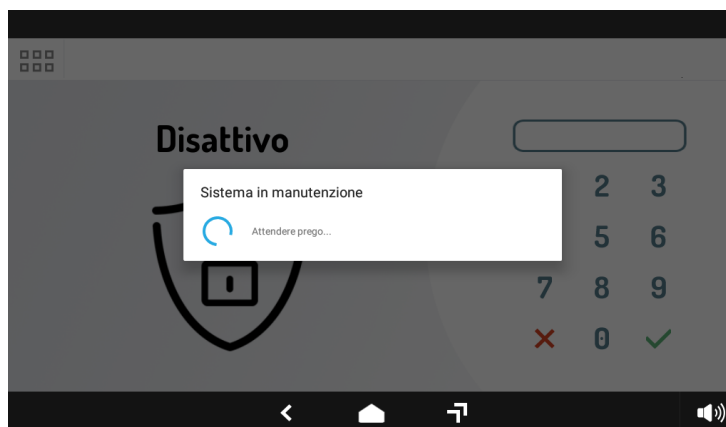 Disattivo
Sistema in manutenzione
Attendere prego...
2 3
5 6
7 8 9
0